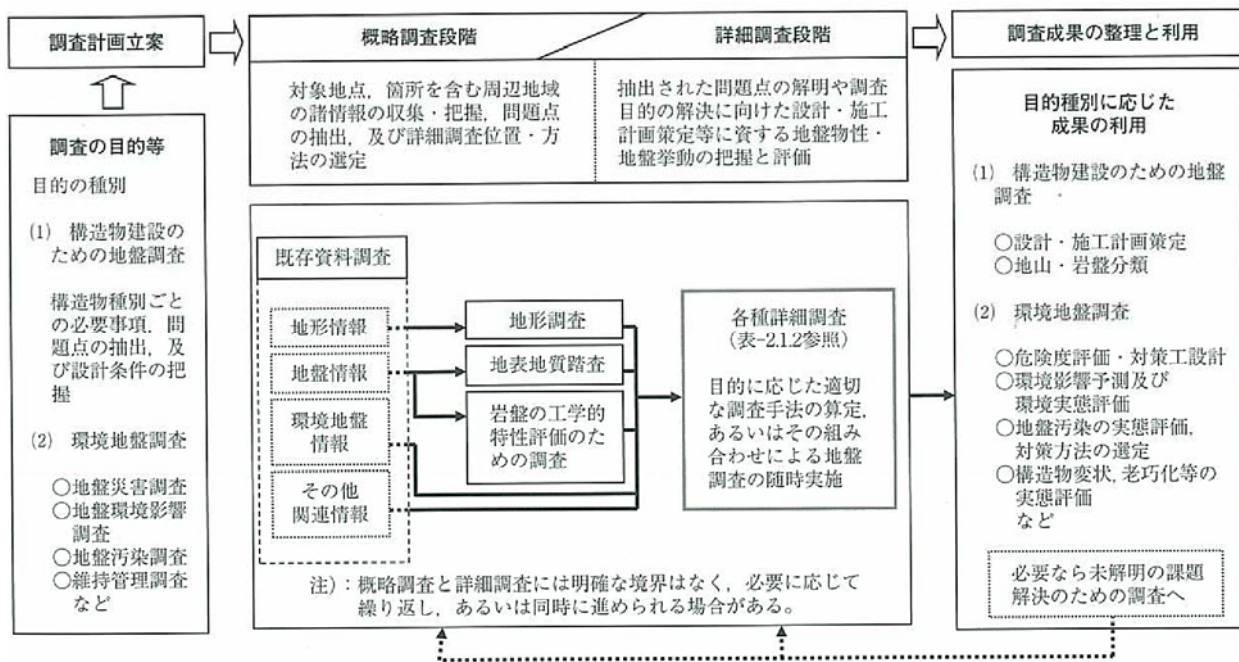 調査計画立案
調査の目的等
目的の種別
(1) 構造物建設の
ための地盤調査
構造物種別ごと
の必要事項，問
題点の抽出，及
び設計条件の把
握
(2) 環境地盤調査
○地盤災害調査
○地盤環境影響
調査
○地盤汚染調査
○維持管理調査
など
概略調査段階
詳細調査段階
対象地点，箇所を含む周辺地域
の諸情報の収集・把握，問題点
の抽出，及び詳細調査位置・方
法の選定
抽出された問題点の解明や調査
目的の解決に向けた設計・施工
計画策定等に資する地盤物性・
地盤挙動の把握と評価
既存資料調査
地形情報
地盤情報
環境地盤
情報
その他
関連情報
地形調査
地表地質踏査
岩盤の工学的
特性評価のた
めの調査
各種詳細調査
(表-2.1.2参照)
目的に応じた適切
な調査手法の算定，
あるいはその組み
合わせによる地盤
調査の随時実施
注)：概略調査と詳細調査には明確な境界はなく，必要に応じて
繰り返し，あるいは同時に進められる場合がある。
調査成果の整理と利用
目的種別に応じた
成果の利用
(1) 構造物建設のための地盤
調査
○設計・施工計画策定
○地山・岩盤分類
(2) 環境地盤調査
○危険度評価・対策工設計
○環境影響予測及び
環境実態評価
○地盤汚染の実態評価，
対策方法の選定
○構造物変状，老巧化等の
実態評価
など
必要なら未解明の課題
解決のための調査へ